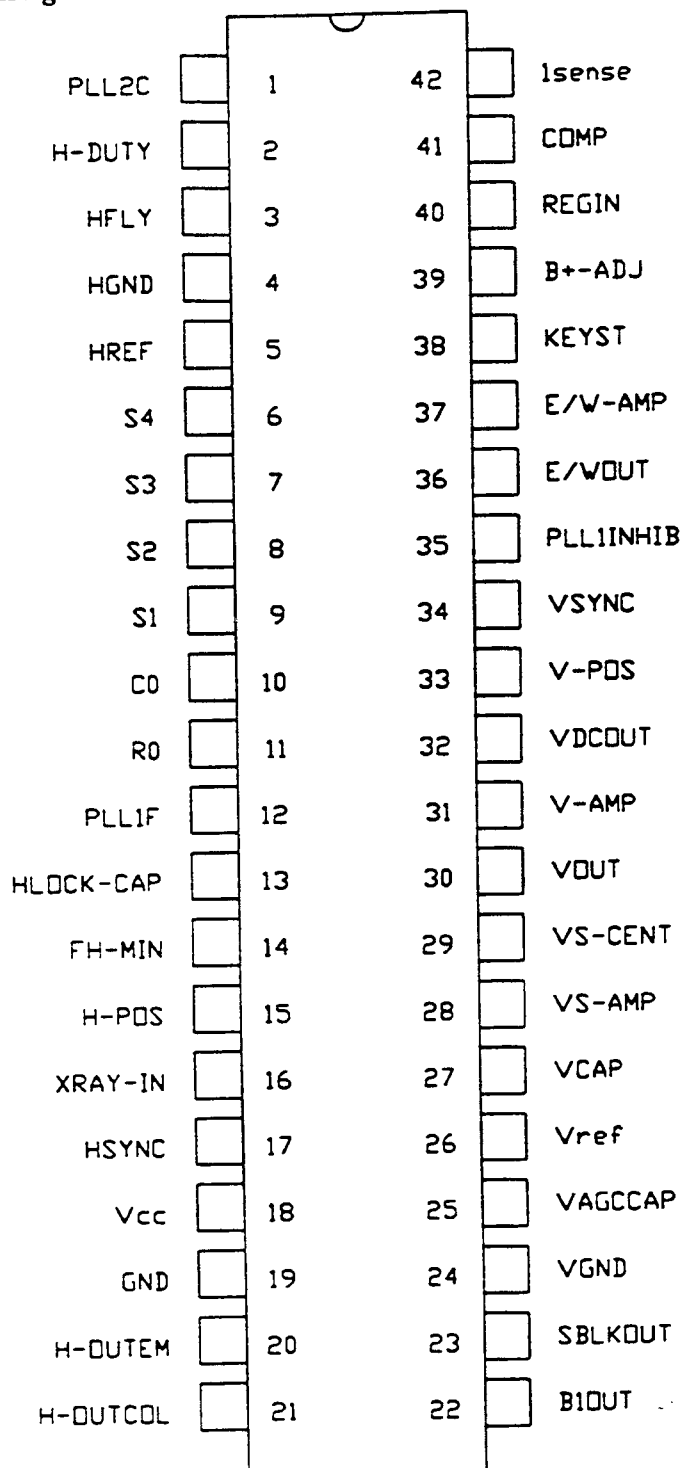 PLL2C 1 42 1sense
H-DUTY 2 41 COMP
HFLY 3 40 REGIN
HGND 4 39 B+-ADJ
HREF 5 38 KEYST
S4 6 37 E/W-AMP
S3 7 36 E/WOUT
S2 8 35 PLL1INHIB
S1 9 34 VSYNC
C0 10 33 V-POS
R0 11 32 VDCOUT
PLL1F 12 31 V-AMP
HLOCK-CAP 13 30 VOUT
FH-MIN 14 29 VS-CENT
H-POS 15 28 VS-AMP
XRAY-IN 16 27 VCAP
HSYNC 17 26 Vref
Vcc 18 25 VAGCCAP
GND 19 24 VGND
H-OUTEM 20 23 SBLKOUT
H-OUTCOL 21 22 B1OUT